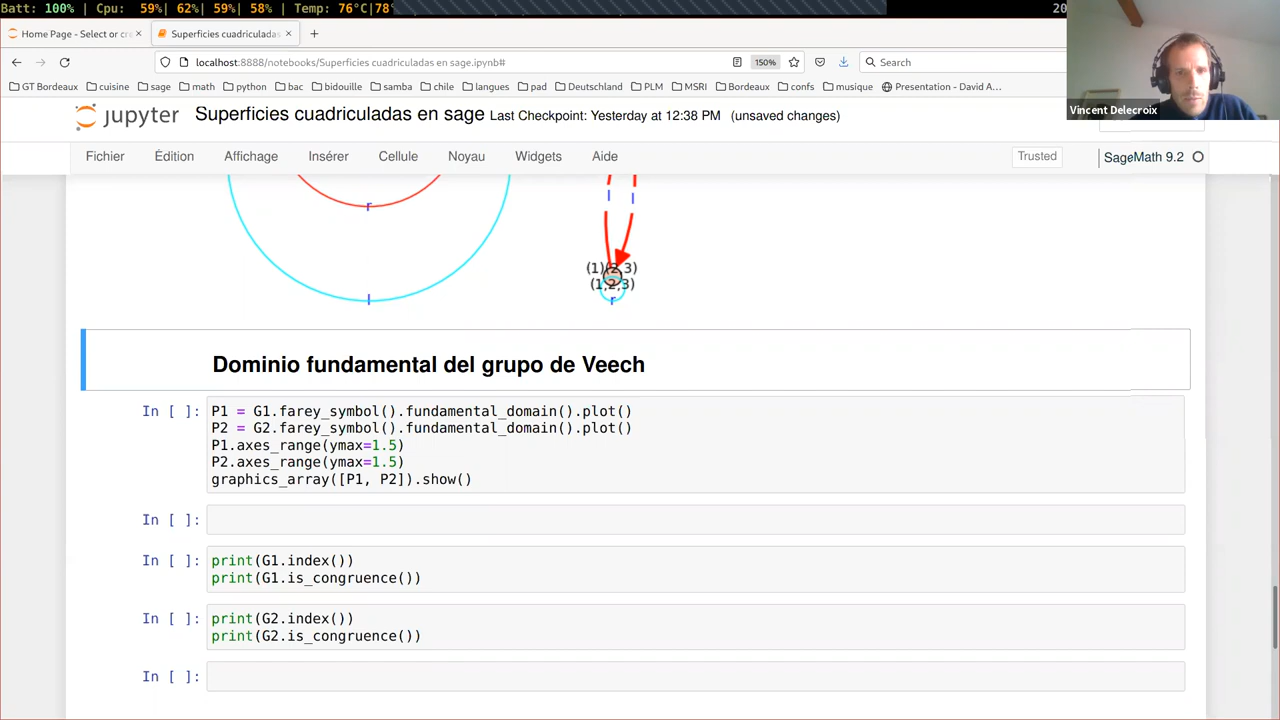 Batt: 100% | Cpu: 59%| 62%| 59%| 58% | Temp: 76°C|78°
20
Home Page - Select or cre
Superficies cuadriculadas
localhost:8888/notebooks/Superficies cuadriculadas en sage.ipynb#
150%
Search
GT Bordeaux cuisine sage math python bac bidouille samba chile langues pad Deutschland PLM MSRI Bordeaux confs musique Presentation - David A...
Vincent Delecroix
jupyter Superficies cuadriculadas en sage Last Checkpoint: Yesterday at 12:38 PM (unsaved changes)
Fichier Édition Affichage Insérer Cellule Noyau Widgets Aide Trusted SageMath 9.2
r
l
l l
(1)(2,3)
(1,2,3)
r
Dominio fundamental del grupo de Veech
In [ ]: P1 = G1.farey_symbol().fundamental_domain().plot()
P2 = G2.farey_symbol().fundamental_domain().plot()
P1.axes_range(ymax=1.5)
P2.axes_range(ymax=1.5)
graphics_array([P1, P2]).show()
In [ ]:
In [ ]: print(G1.index())
print(G1.is_congruence())
In [ ]: print(G2.index())
print(G2.is_congruence())
In [ ]: